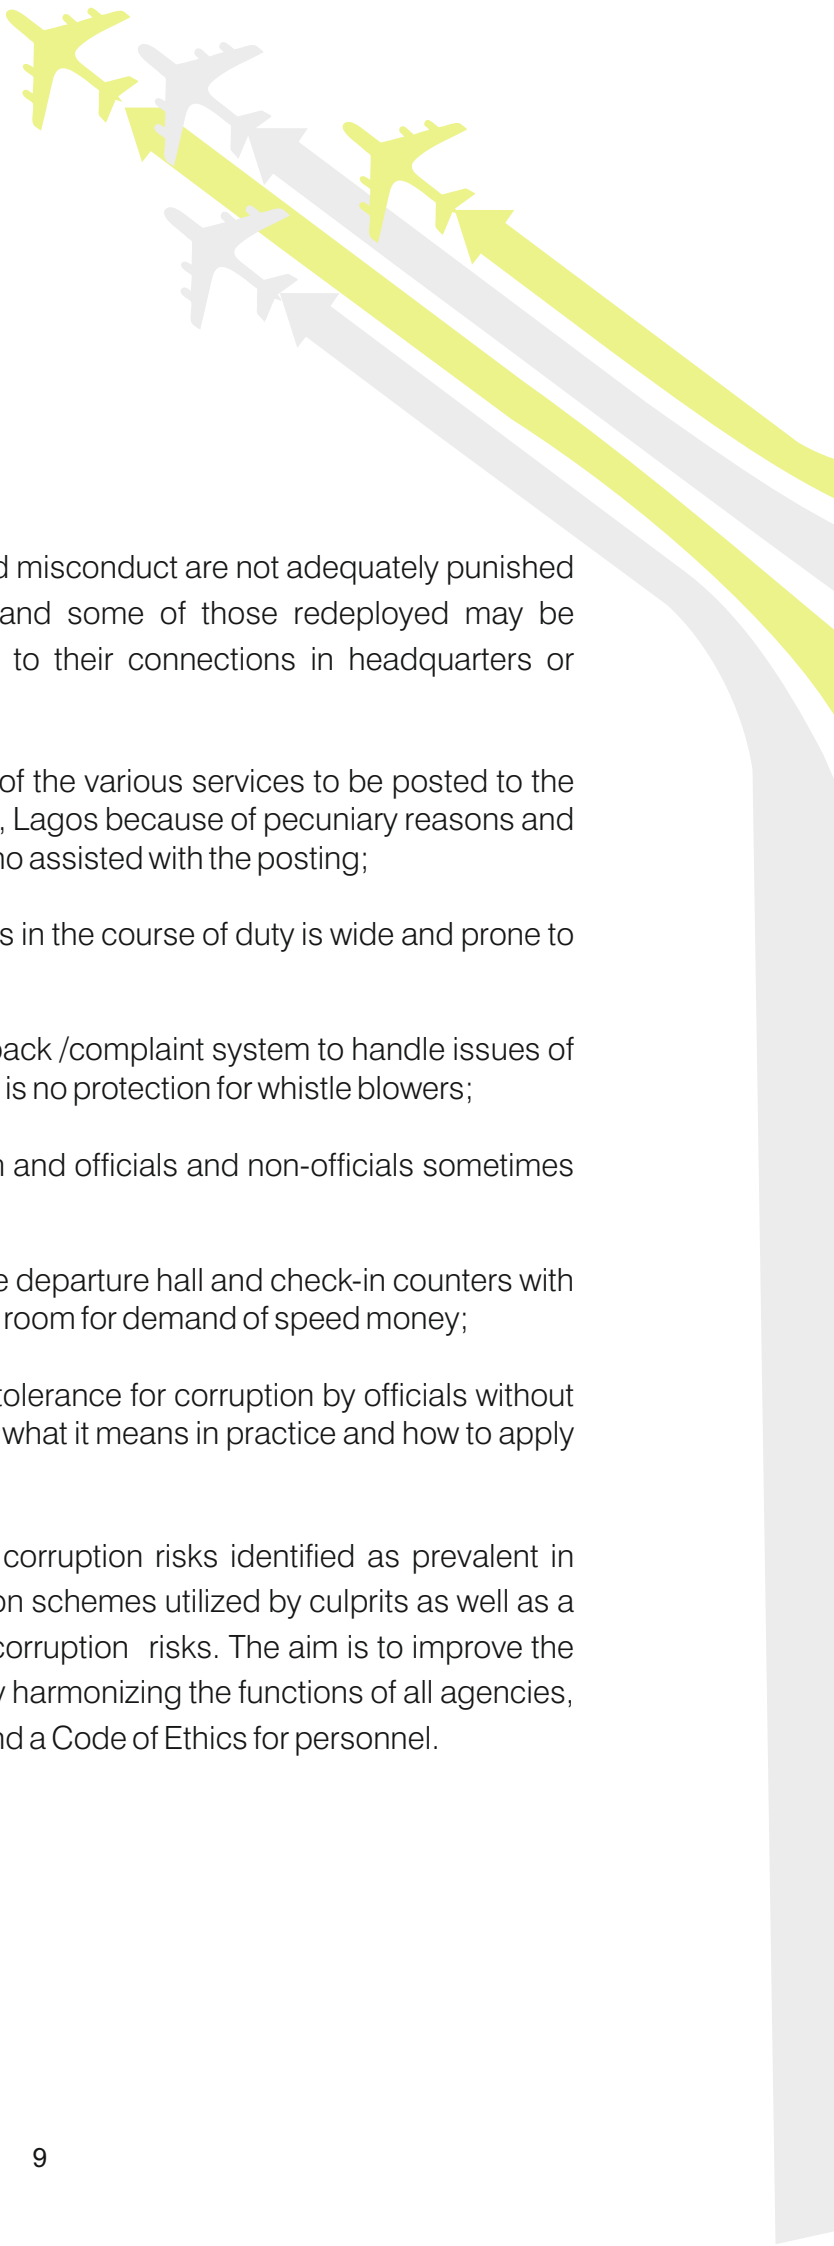 misconduct are not adequately punished
and some of those redeployed may be
to their connections in headquarters or
of the various services to be posted to the
, Lagos because of pecuniary reasons and
assisted with the posting;
in the course of duty is wide and prone to
/complaint system to handle issues of
is no protection for whistle blowers;
and officials and non-officials sometimes
departure hall and check-in counters with
room for demand of speed money;
tolerance for corruption by officials without
what it means in practice and how to apply
corruption risks identified as prevalent in
schemes utilized by culprits as well as a
corruption risks. The aim is to improve the
harmonizing the functions of all agencies,
a Code of Ethics for personnel.
9